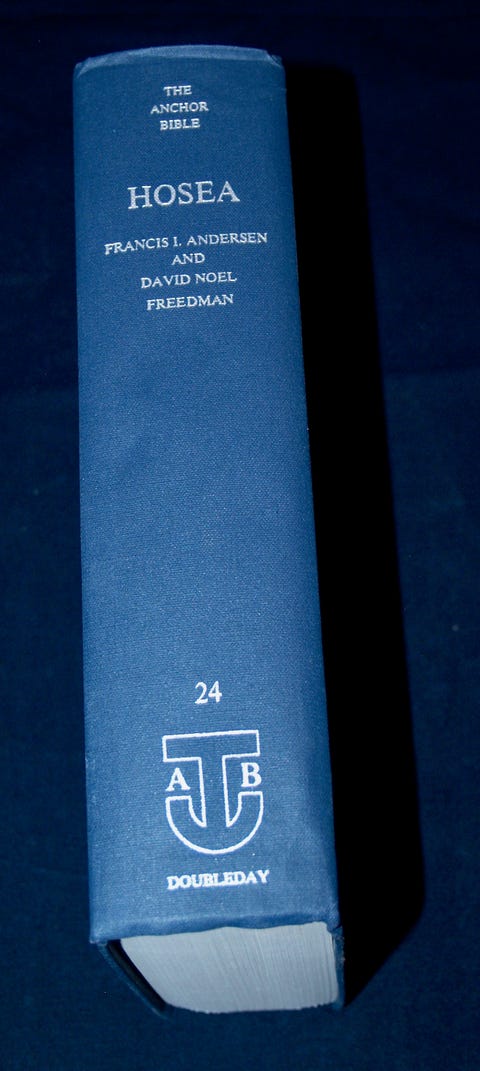 THE
ANCHOR
BIBLE
HOSEA
FRANCIS I. ANDERSEN
AND
DAVID NOEL
FREEDMAN
24
A B
DOUBLEDAY